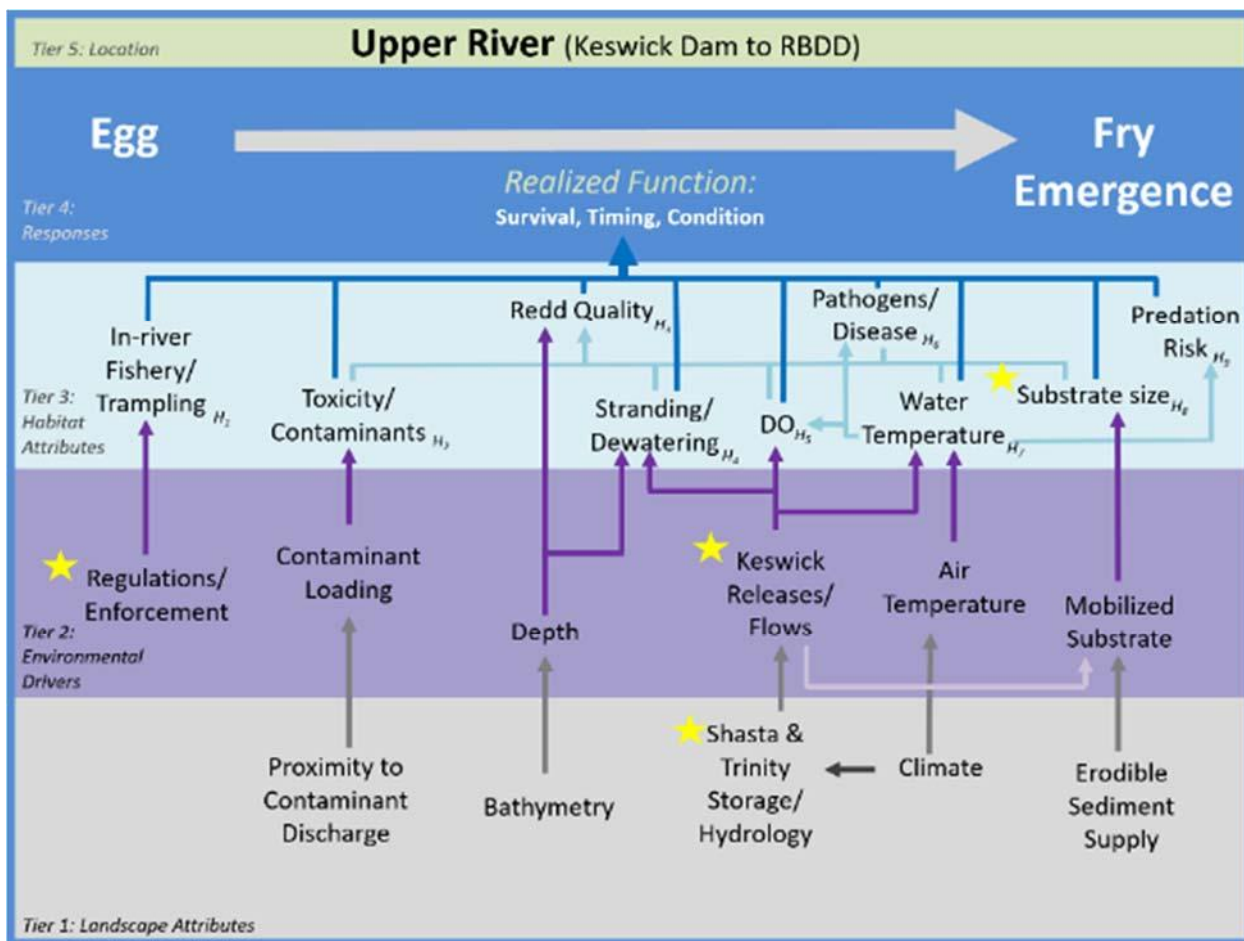 Tier 5: Location
Upper River (Keswick Dam to RBDD)
Egg
Fry
Emergence
Realized Function:
Survival, Timing, Condition
Tier 4:
Responses
In-river
Fishery/
Trampling
Toxicity/
Contaminants
Redd Quality
Stranding/
Dewatering
DO H5
Pathogens/
Disease H6
Water
Temperature
Substrate size
Predation
Risk
Tier 3:
Habitat
Attributes
Regulations/
Enforcement
Contaminant
Loading
Depth
Keswick
Releases/
Flows
Air
Temperature
Mobilized
Substrate
Tier 2:
Environmental
Drivers
Proximity to
Contaminant
Discharge
Bathymetry
Shasta &
Trinity
Storage/
Hydrology
Climate
Erodible
Sediment
Supply
Tier 1: Landscape Attributes